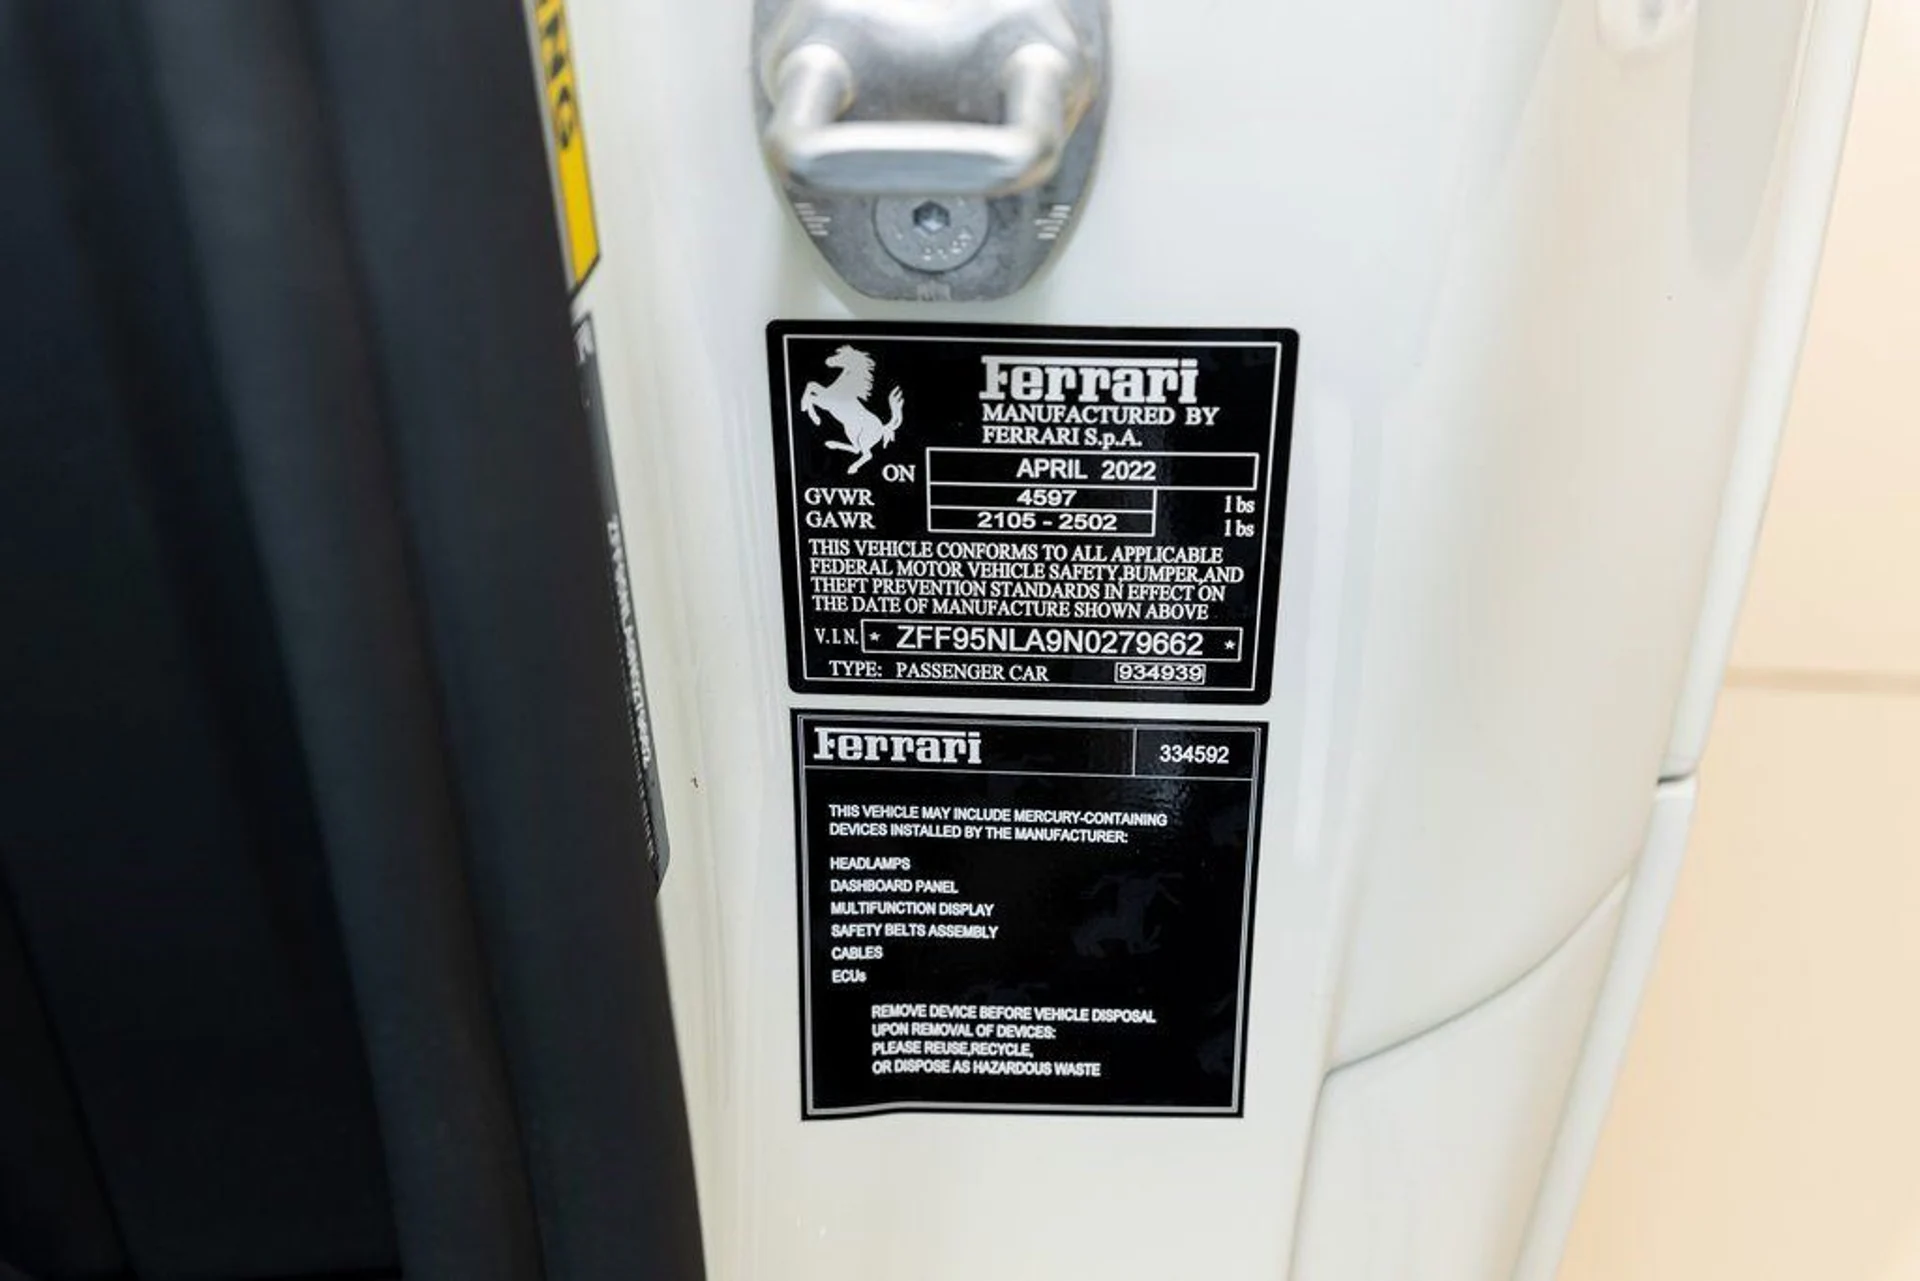 ING
Ferrari
MANUFACTURED BY
FERRARI S.p.A.
ON APRIL 2022
GVWR 4597 lbs
GAWR 2105 - 2502 lbs
THIS VEHICLE CONFORMS TO ALL APPLICABLE
FEDERAL MOTOR VEHICLE SAFETY,BUMPER,AND
THEFT PREVENTION STANDARDS IN EFFECT ON
THE DATE OF MANUFACTURE SHOWN ABOVE
V.I.N. * ZFF95NLA9N0279662 *
TYPE: PASSENGER CAR 934939
Ferrari 334592
THIS VEHICLE MAY INCLUDE MERCURY-CONTAINING
DEVICES INSTALLED BY THE MANUFACTURER:
HEADLAMPS
DASHBOARD PANEL
MULTIFUNCTION DISPLAY
SAFETY BELTS ASSEMBLY
CABLES
ECUs
REMOVE DEVICE BEFORE VEHICLE DISPOSAL
UPON REMOVAL OF DEVICES:
PLEASE REUSE,RECYCLE,
OR DISPOSE AS HAZARDOUS WASTE